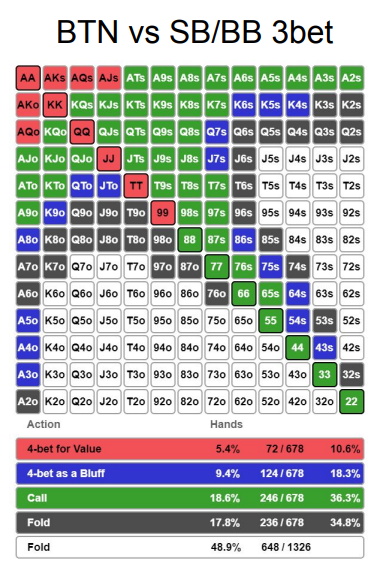 BTN vs SB/BB 3bet
AA AKs AQs AJs ATs A9s A8s A7s A6s A5s A4s A3s A2s
AKo KK KQs KJs KTs K9s K8s K7s K6s K5s K4s K3s K2s
AQo KQo QQ QJs QTs Q9s Q8s Q7s Q6s Q5s Q4s Q3s Q2s
AJo KJo QJo JJ JTs J9s J8s J7s J6s J5s J4s J3s J2s
ATo KTo QTo JTo TT T9s T8s T7s T6s T5s T4s T3s T2s
A9o K9o Q9o J9o T9o 99 98s 97s 96s 95s 94s 93s 92s
A8o K8o Q8o J8o T8o 98o 88 87s 86s 85s 84s 83s 82s
A7o K7o Q7o J7o T7o 97o 87o 77 76s 75s 74s 73s 72s
A6o K6o Q6o J6o T6o 96o 86o 76o 66 65s 64s 63s 62s
A5o K5o Q5o J5o T5o 95o 85o 75o 65o 55 54s 53s 52s
A4o K4o Q4o J4o T4o 94o 84o 74o 64o 54o 44 43s 42s
A3o K3o Q3o J3o T3o 93o 83o 73o 63o 53o 43o 33 32s
A2o K2o Q2o J2o T2o 92o 82o 72o 62o 52o 42o 32o 22
Action Hands
4-bet for Value 5.4% 72 / 678 10.6%
4-bet as a Bluff 9.4% 124 / 678 18.3%
Call 18.6% 246 / 678 36.3%
Fold 17.8% 236 / 678 34.8%
Fold 48.9% 648 / 1326